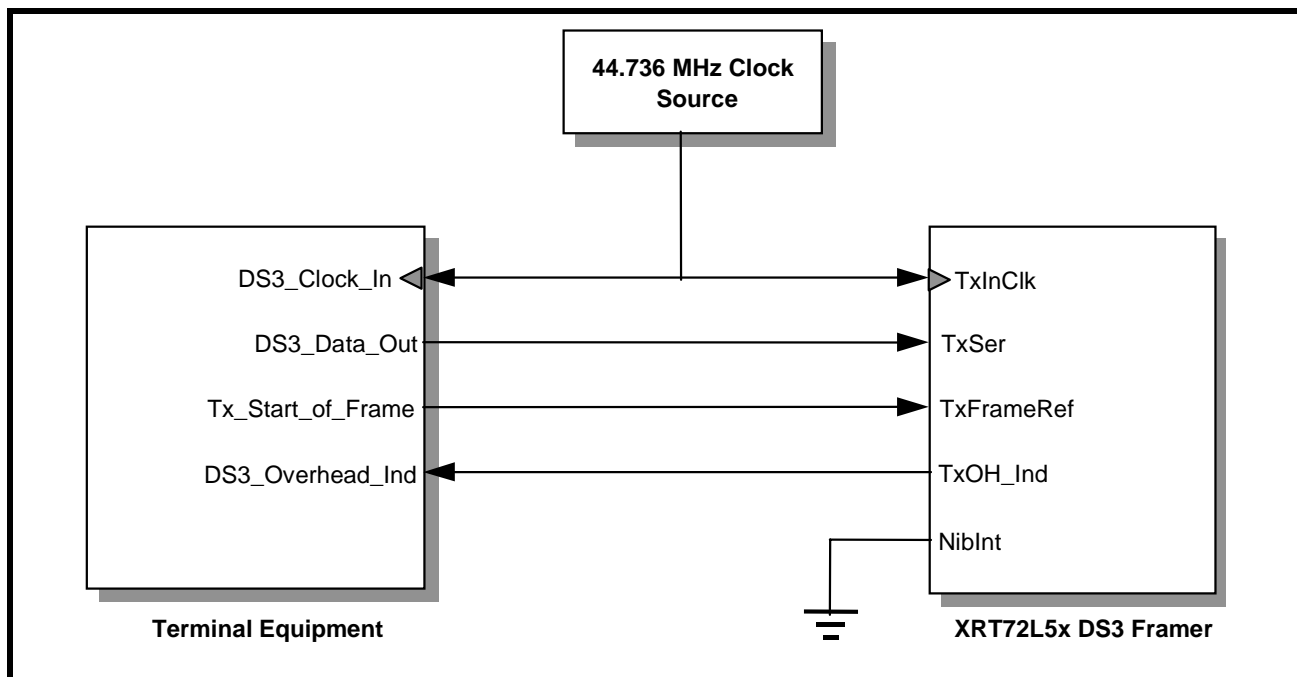 44.736 MHz Clock
Source
DS3_Clock_In
TxInClk
DS3_Data_Out
TxSer
Tx_Start_of_Frame
TxFrameRef
DS3_Overhead_Ind
TxOH_Ind
NibInt
Terminal Equipment
XRT72L5x DS3 Framer